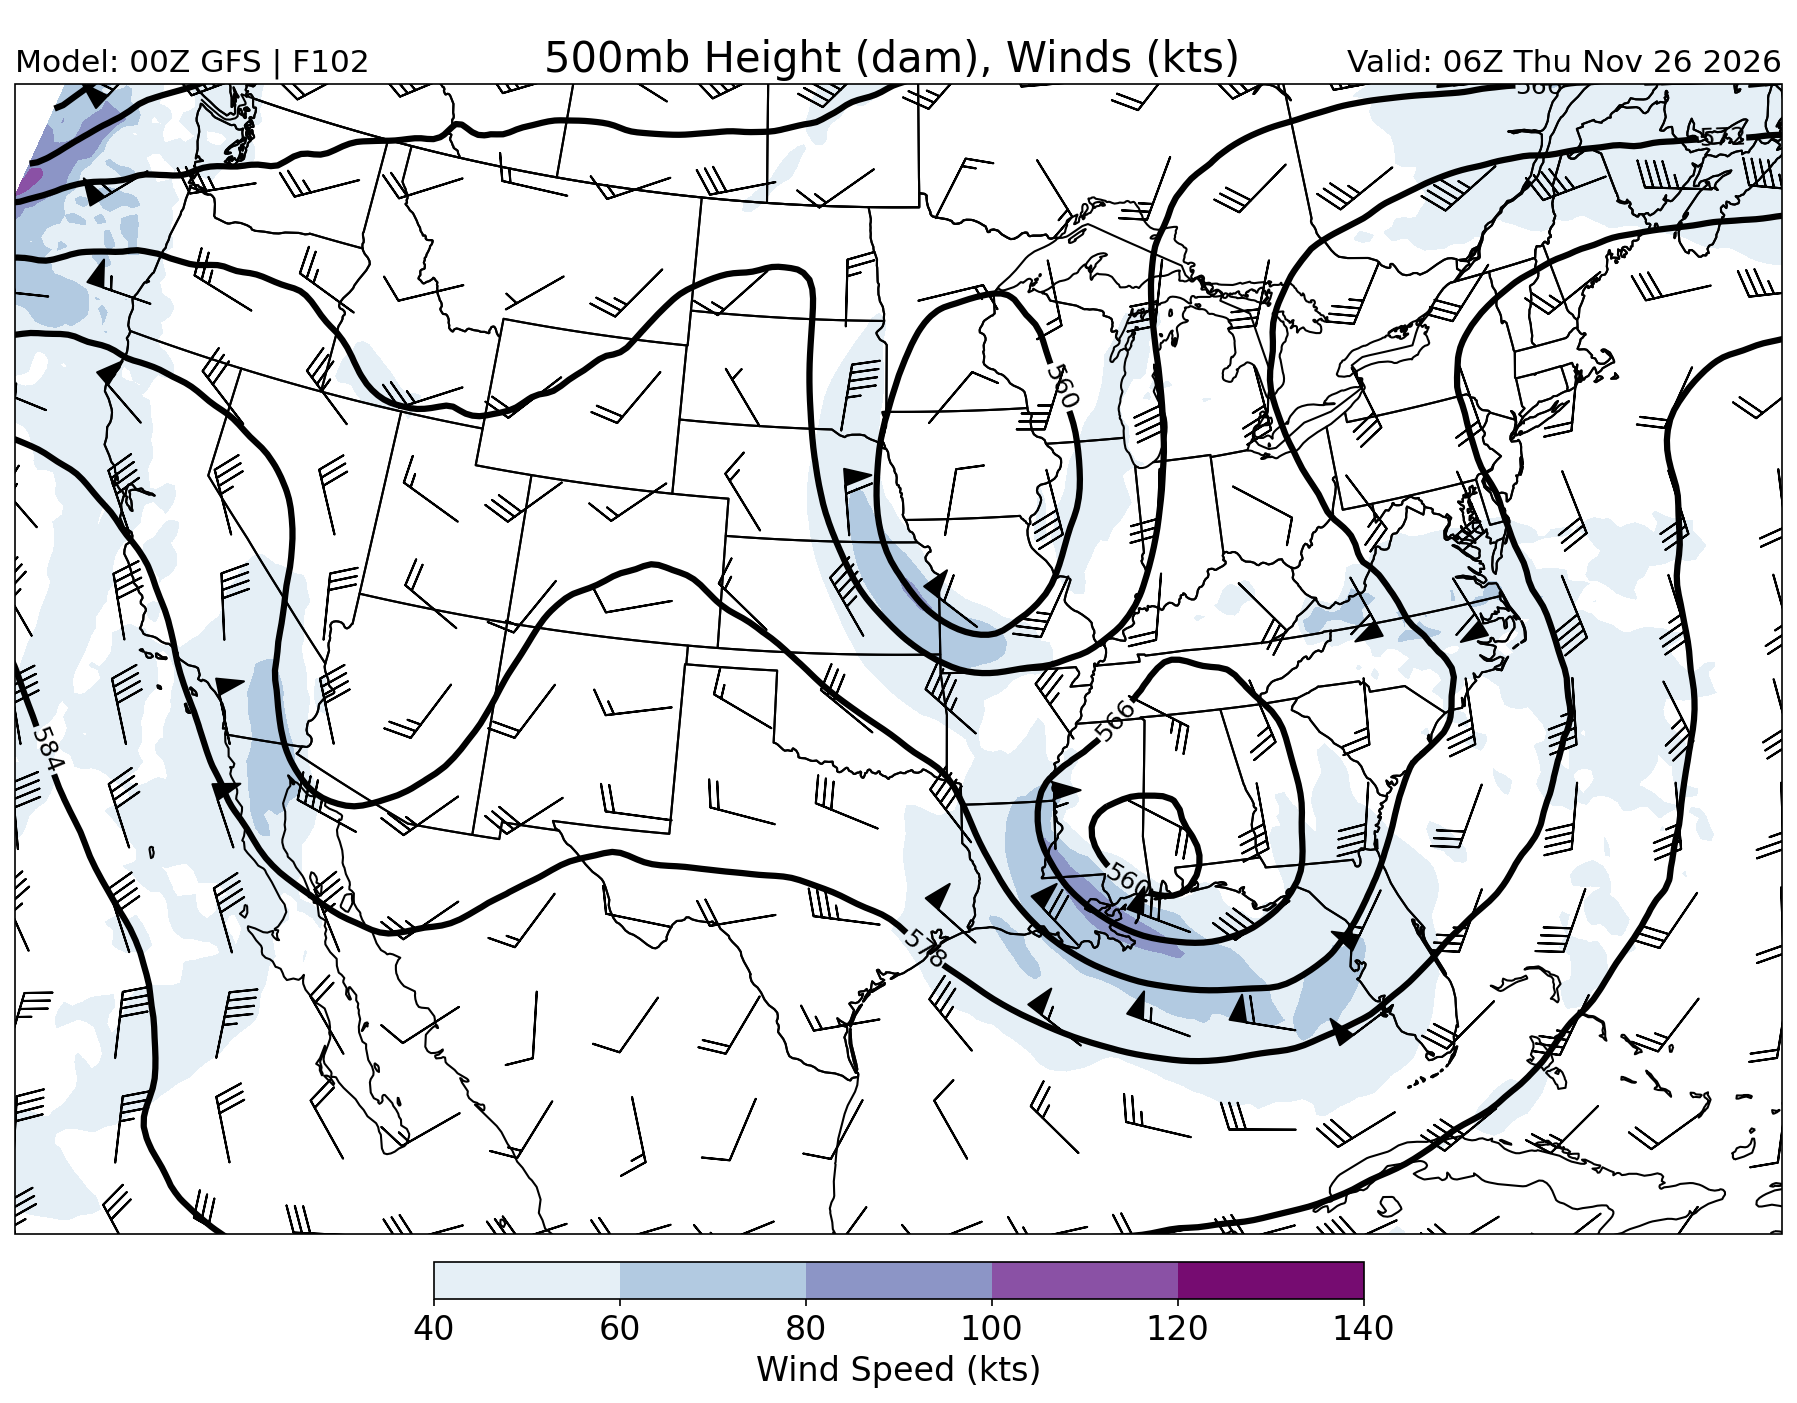 Model: 00Z GFS | F102
500mb Height (dam), Winds (kts)
Valid: 06Z Thu Nov 26 2026
560
566
584
560
578
40 60 80 100 120 140
Wind Speed (kts)